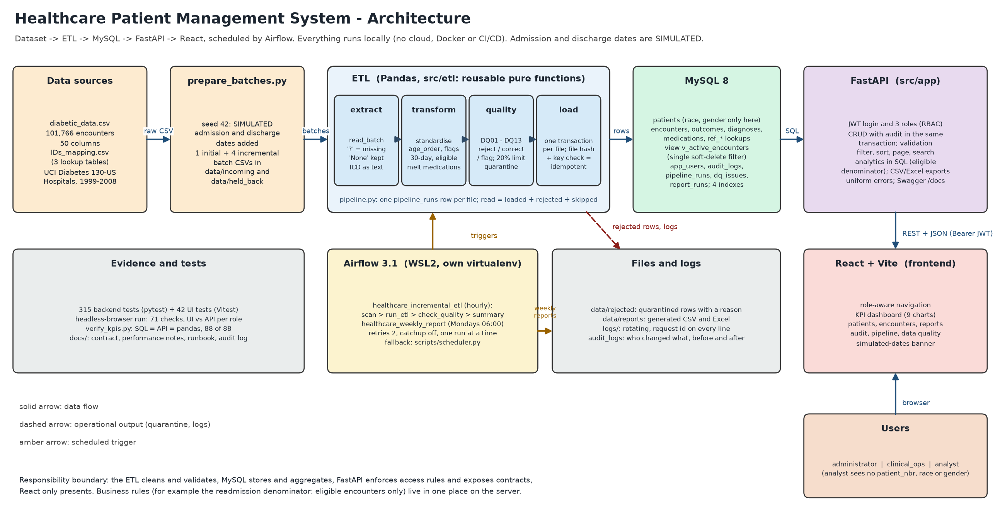 Healthcare Patient Management System - Architecture
Dataset -> ETL -> MySQL -> FastAPI -> React, scheduled by Airflow. Everything runs locally (no cloud, Docker or CI/CD). Admission and discharge dates are SIMULATED.
Data sources
diabetic_data.csv
101,766 encounters
50 columns
IDs_mapping.csv
(3 lookup tables)
UCI Diabetes 130-US
Hospitals, 1999-2008
raw CSV
prepare_batches.py
seed 42: SIMULATED
admission and discharge
dates added
1 initial + 4 incremental
batch CSVs in
data/incoming and
data/held_back
batches
ETL  (Pandas, src/etl: reusable pure functions)
extract
read_batch
'?' = missing
'None' kept
ICD as text
transform
standardise
age_order, flags
30-day, eligible
melt medications
quality
DQ01 - DQ13
reject / correct
/ flag; 20% limit
quarantine
load
one transaction
per file; file hash
+ key check =
idempotent
pipeline.py: one pipeline_runs row per file; read = loaded + rejected + skipped
rows
MySQL 8
patients (race, gender only here)
encounters, outcomes, diagnoses,
medications, ref_* lookups
view v_active_encounters
(single soft-delete filter)
app_users, audit_logs,
pipeline_runs, dq_issues,
report_runs; 4 indexes
SQL
FastAPI  (src/app)
JWT login and 3 roles (RBAC)
CRUD with audit in the same
transaction; validation
filter, sort, page, search
analytics in SQL (eligible
denominator); CSV/Excel exports
uniform errors; Swagger /docs
triggers
rejected rows, logs
REST + JSON (Bearer JWT)
Evidence and tests
315 backend tests (pytest) + 42 UI tests (Vitest)
headless-browser run: 71 checks, UI vs API per role
verify_kpis.py: SQL = API = pandas, 88 of 88
docs/: contract, performance notes, runbook, audit log
Airflow 3.1  (WSL2, own virtualenv)
healthcare_incremental_etl (hourly):
scan > run_etl > check_quality > summary
healthcare_weekly_report (Mondays 06:00)
retries 2, catchup off, one run at a time
fallback: scripts/scheduler.py
weekly
reports
Files and logs
data/rejected: quarantined rows with a reason
data/reports: generated CSV and Excel
logs/: rotating, request id on every line
audit_logs: who changed what, before and after
React + Vite  (frontend)
role-aware navigation
KPI dashboard (9 charts)
patients, encounters, reports
audit, pipeline, data quality
simulated-dates banner
browser
Users
administrator  |  clinical_ops  |  analyst
(analyst sees no patient_nbr, race or gender)
solid arrow: data flow
dashed arrow: operational output (quarantine, logs)
amber arrow: scheduled trigger
Responsibility boundary: the ETL cleans and validates, MySQL stores and aggregates, FastAPI enforces access rules and exposes contracts,
React only presents. Business rules (for example the readmission denominator: eligible encounters only) live in one place on the server.